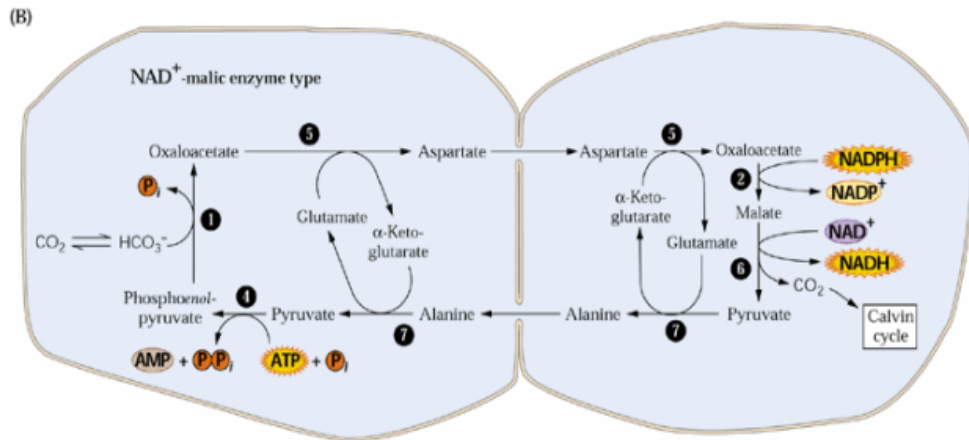 (B)
NAD+-malic enzyme type
5
Oxaloacetate
Aspartate
Pi
1
CO2
HCO3−
Glutamate
α-Keto-
glutarate
Phosphoenol-
pyruvate
4
Pyruvate
7
Alanine
AMP + PPi
ATP + Pi
Aspartate
5
Oxaloacetate
NADPH
2
NADP+
α-Keto-
glutarate
Malate
Glutamate
NAD+
6
NADH
CO2
Alanine
7
Pyruvate
Calvin
cycle